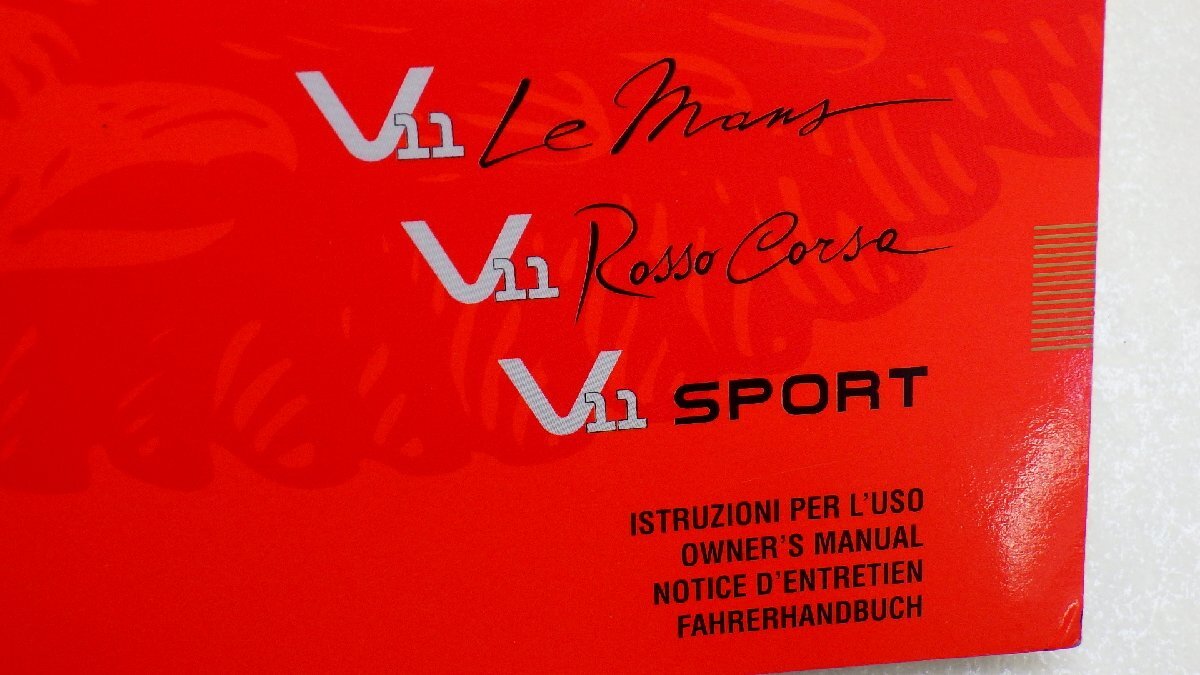 V11 Le Mans
V11 Rosso Corsa
V11 SPORT
ISTRUZIONI PER L'USO
OWNER'S MANUAL
NOTICE D'ENTRETIEN
FAHRERHANDBUCH